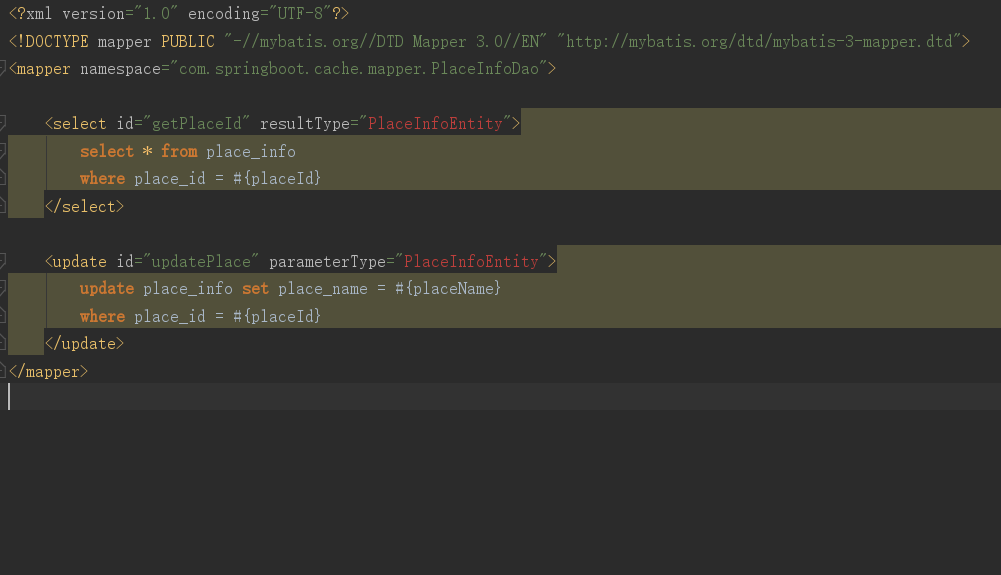 <?xml version="1.0" encoding="UTF-8"?>
<!DOCTYPE mapper PUBLIC "-//mybatis.org//DTD Mapper 3.0//EN" "http://mybatis.org/dtd/mybatis-3-mapper.dtd">
<mapper namespace="com.springboot.cache.mapper.PlaceInfoDao">
<select id="getPlaceId" resultType="PlaceInfoEntity">
select * from place_info
where place_id = #{placeId}
</select>
<update id="updatePlace" parameterType="PlaceInfoEntity">
update place_info set place_name = #{placeName}
where place_id = #{placeId}
</update>
</mapper>